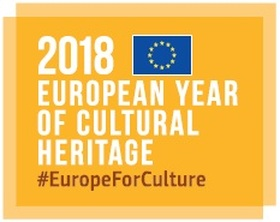 2018
EUROPEAN YEAR
OF CULTURAL
HERITAGE
#EuropeForCulture